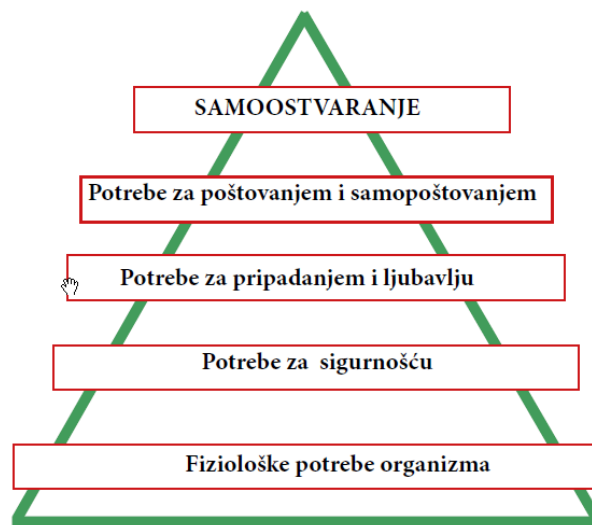 SAMOOSTVARANJE
Potrebe za poštovanjem i samopoštovanjem
Potrebe za pripadanjem i ljubavlju
Potrebe za sigurnošću
Fiziološke potrebe organizma